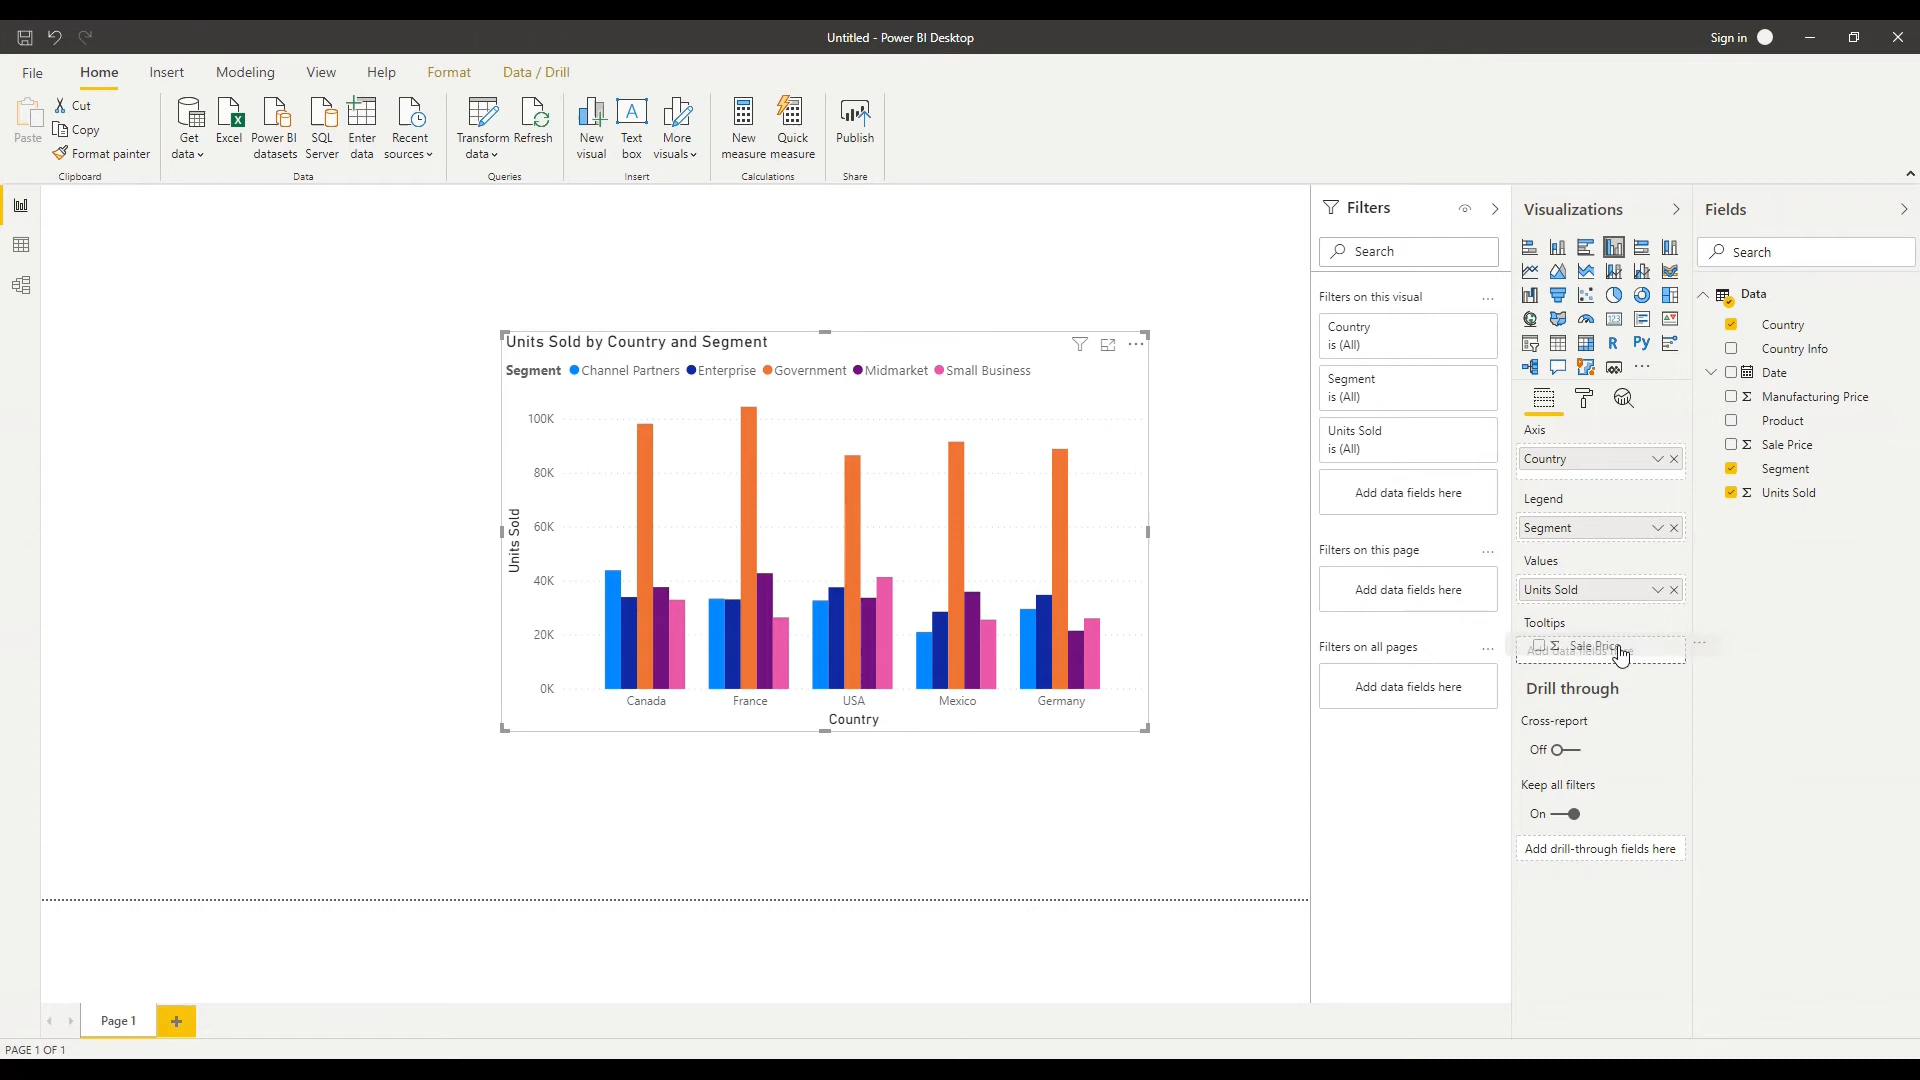 Untitled - Power BI Desktop
Sign in
File Home Insert Modeling View Help Format Data / Drill
Paste
Cut
Copy
Format painter
Clipboard
Get data
Excel
Power BI datasets
SQL Server
Enter data
Recent sources
Data
Transform data
Refresh
Queries
New visual
A
Text box
More visuals
Insert
New measure
Quick measure
Calculations
Publish
Share
Units Sold by Country and Segment
Segment Channel Partners Enterprise Government Midmarket Small Business
100K
80K
60K
40K
20K
0K
Units Sold
Canada France USA Mexico Germany
Country
Filters
Search
Filters on this visual
Country
is (All)
Segment
is (All)
Units Sold
is (All)
Add data fields here
Filters on this page
Add data fields here
Filters on all pages
Add data fields here
Visualizations
123
R Py
Axis
Country
Legend
Segment
Values
Units Sold
Tooltips
Add data fields here
Σ Sale Price
Drill through
Cross-report
Off
Keep all filters
On
Add drill-through fields here
Fields
Search
Data
Country
Country Info
Date
Σ Manufacturing Price
Product
Σ Sale Price
Segment
Σ Units Sold
Page 1
PAGE 1 OF 1